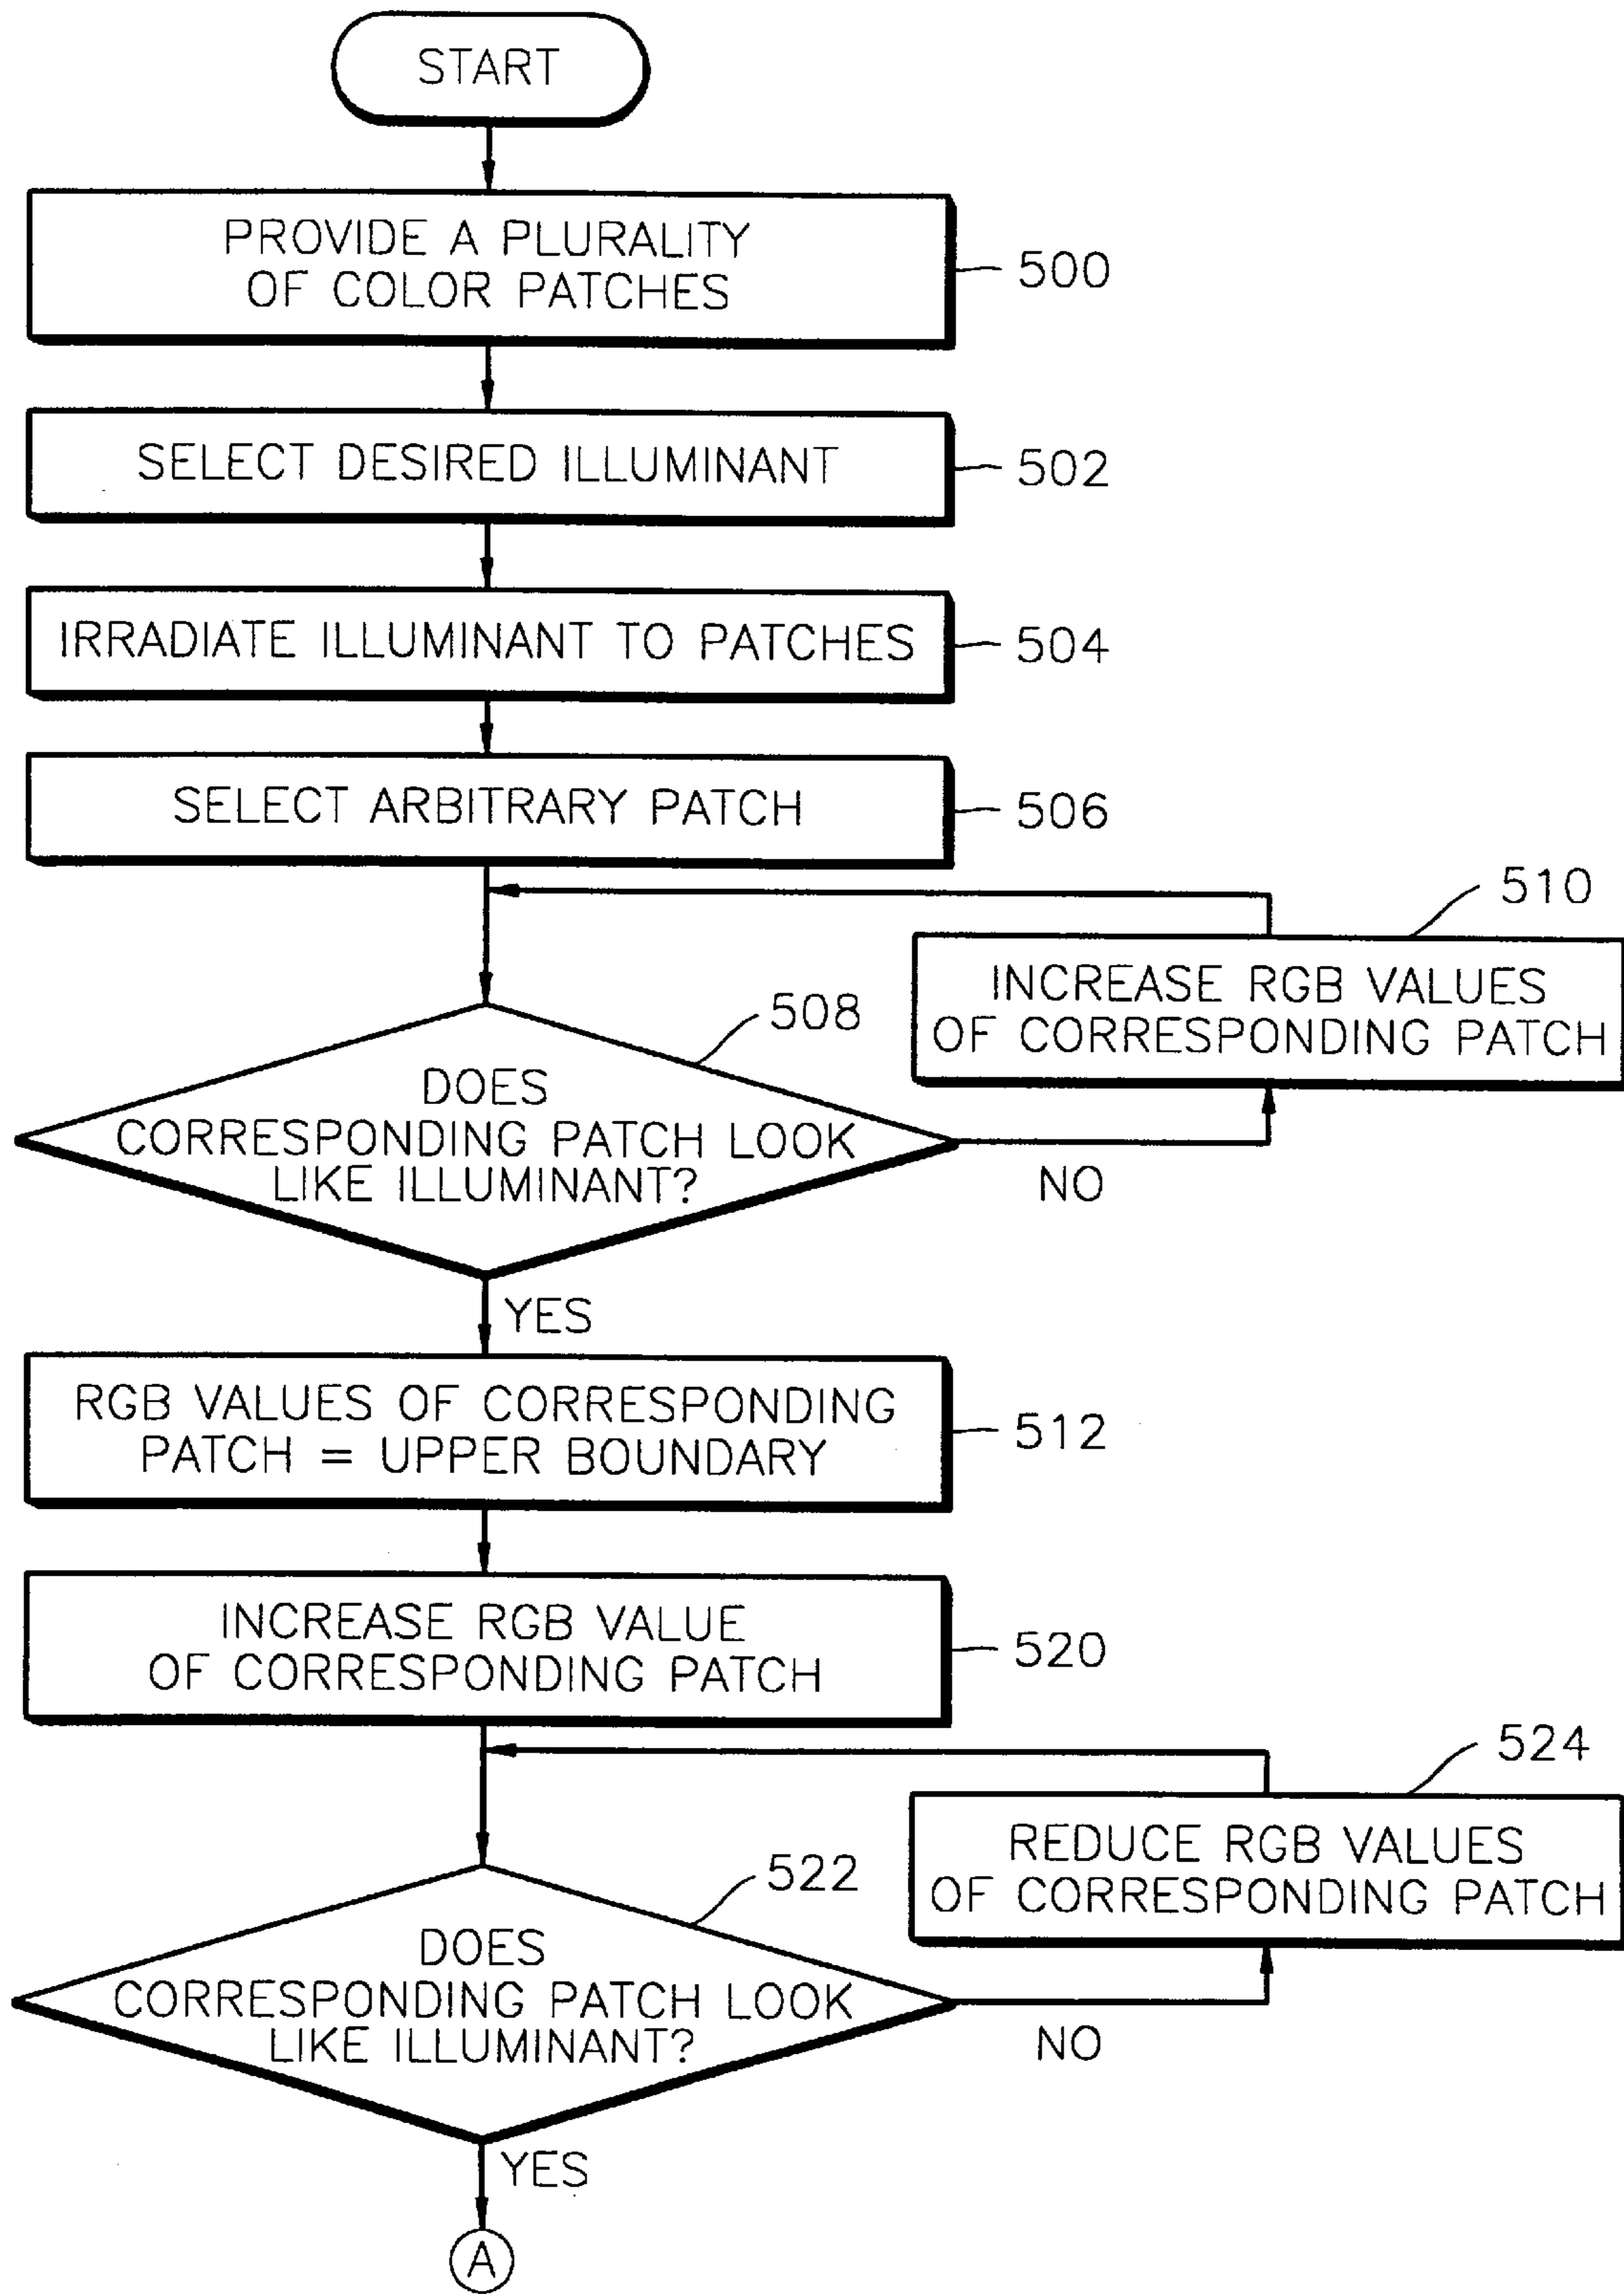 START
PROVIDE A PLURALITY
OF COLOR PATCHES
500
SELECT DESIRED ILLUMINANT
502
IRRADIATE ILLUMINANT TO PATCHES
504
SELECT ARBITRARY PATCH
506
510
INCREASE RGB VALUES
OF CORRESPONDING PATCH
508
DOES
CORRESPONDING PATCH LOOK
LIKE ILLUMINANT?
NO
YES
RGB VALUES OF CORRESPONDING
PATCH = UPPER BOUNDARY
512
INCREASE RGB VALUE
OF CORRESPONDING PATCH
520
524
REDUCE RGB VALUES
OF CORRESPONDING PATCH
522
DOES
CORRESPONDING PATCH LOOK
LIKE ILLUMINANT?
NO
YES
A